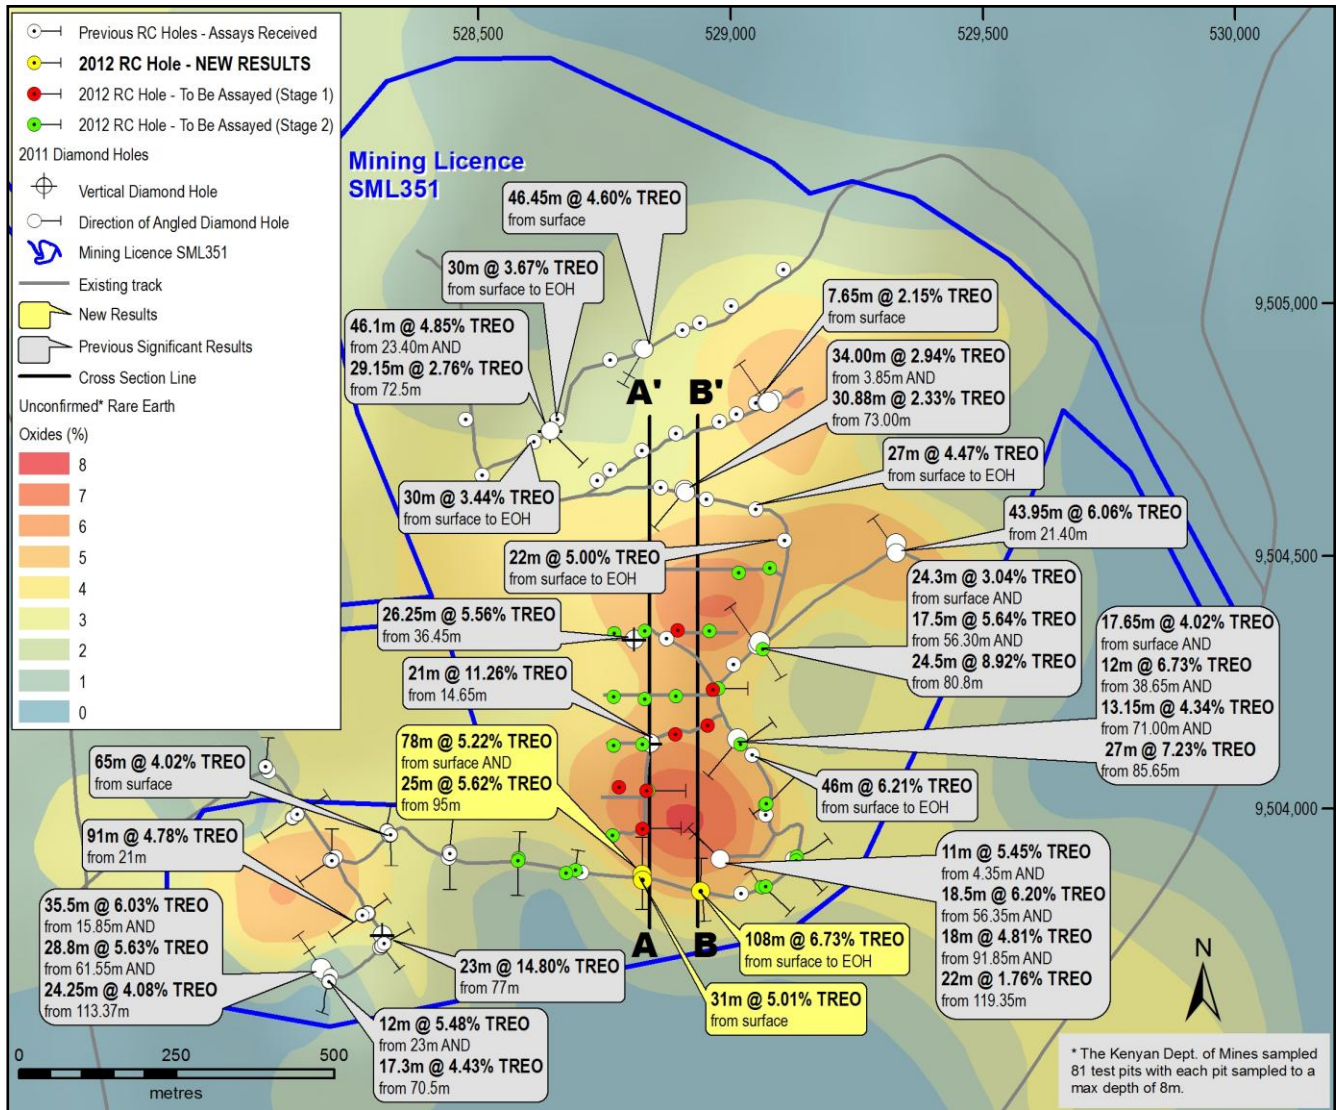 Previous RC Holes - Assays Received
2012 RC Hole - NEW RESULTS
2012 RC Hole - To Be Assayed (Stage 1)
2012 RC Hole - To Be Assayed (Stage 2)
2011 Diamond Holes
Vertical Diamond Hole
Direction of Angled Diamond Hole
Mining Licence SML351
Existing track
New Results
Previous Significant Results
Cross Section Line
Unconfirmed* Rare Earth
Oxides (%)
8
7
6
5
4
3
2
1
0
528,500
529,000
529,500
530,000
9,505,000
9,504,500
9,504,000
Mining Licence
SML351
46.45m @ 4.60% TREO
from surface
30m @ 3.67% TREO
from surface to EOH
46.1m @ 4.85% TREO
from 23.40m AND
29.15m @ 2.76% TREO
from 72.5m
7.65m @ 2.15% TREO
from surface
34.00m @ 2.94% TREO
from 3.85m AND
30.88m @ 2.33% TREO
from 73.00m
A'
B'
27m @ 4.47% TREO
from surface to EOH
30m @ 3.44% TREO
from surface to EOH
43.95m @ 6.06% TREO
from 21.40m
22m @ 5.00% TREO
from surface to EOH
24.3m @ 3.04% TREO
from surface AND
17.5m @ 5.64% TREO
from 56.30m AND
24.5m @ 8.92% TREO
from 80.8m
26.25m @ 5.56% TREO
from 36.45m
17.65m @ 4.02% TREO
from surface AND
12m @ 6.73% TREO
from 38.65m AND
13.15m @ 4.34% TREO
from 71.00m AND
27m @ 7.23% TREO
from 85.65m
21m @ 11.26% TREO
from 14.65m
78m @ 5.22% TREO
from surface AND
25m @ 5.62% TREO
from 95m
65m @ 4.02% TREO
from surface
46m @ 6.21% TREO
from surface to EOH
91m @ 4.78% TREO
from 21m
11m @ 5.45% TREO
from 4.35m AND
18.5m @ 6.20% TREO
from 56.35m AND
18m @ 4.81% TREO
from 91.85m AND
22m @ 1.76% TREO
from 119.35m
35.5m @ 6.03% TREO
from 15.85m AND
28.8m @ 5.63% TREO
from 61.55m AND
24.25m @ 4.08% TREO
from 113.37m
A
B
108m @ 6.73% TREO
from surface to EOH
23m @ 14.80% TREO
from 77m
31m @ 5.01% TREO
from surface
12m @ 5.48% TREO
from 23m AND
17.3m @ 4.43% TREO
from 70.5m
N
0
250
500
metres
* The Kenyan Dept. of Mines sampled
81 test pits with each pit sampled to a
max depth of 8m.